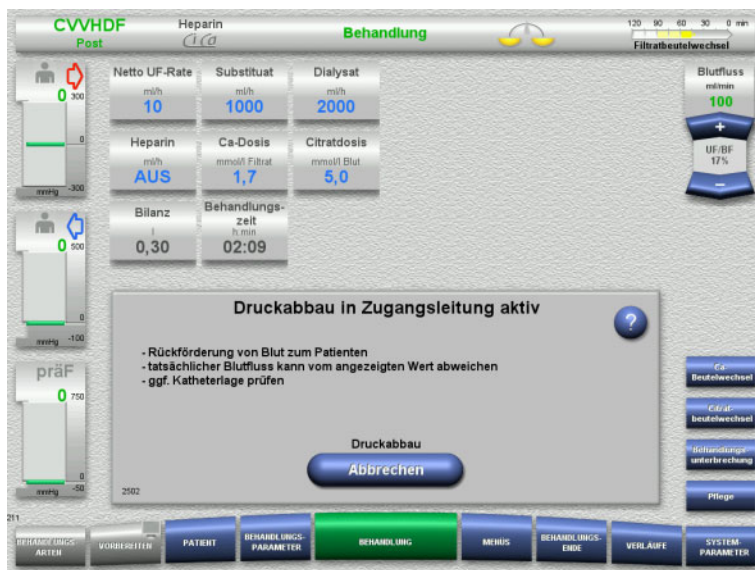 CVVHDF
Post
Heparin
Ci Ca
Behandlung
120 90 60 30 0 min
Filtratbeutelwechsel
0
300
0
mmHg -300
0
500
0
mmHg -100
präF
0
750
0
mmHg -50
Netto UF-Rate
ml/h
10
Substituat
ml/h
1000
Dialysat
ml/h
2000
Heparin
ml/h
AUS
Ca-Dosis
mmol/l Filtrat
1,7
Citratdosis
mmol/l Blut
5,0
Bilanz
l
0,30
Behandlungs-
zeit
h:min
02:09
Blutfluss
ml/min
100
+
UF/BF
17%
–
Druckabbau in Zugangsleitung aktiv
?
- Rückförderung von Blut zum Patienten
- tatsächlicher Blutfluss kann vom angezeigten Wert abweichen
- ggf. Katheterlage prüfen
Druckabbau
Abbrechen
2502
Ca-
Beutelwechsel
Citrat-
beutelwechsel
Behandlungs-
unterbrechung
Pflege
211
BEHANDLUNGS-
ARTEN
VORBEREITEN
PATIENT
BEHANDLUNGS-
PARAMETER
BEHANDLUNG
MENÜS
BEHANDLUNGS-
ENDE
VERLÄUFE
SYSTEM-
PARAMETER